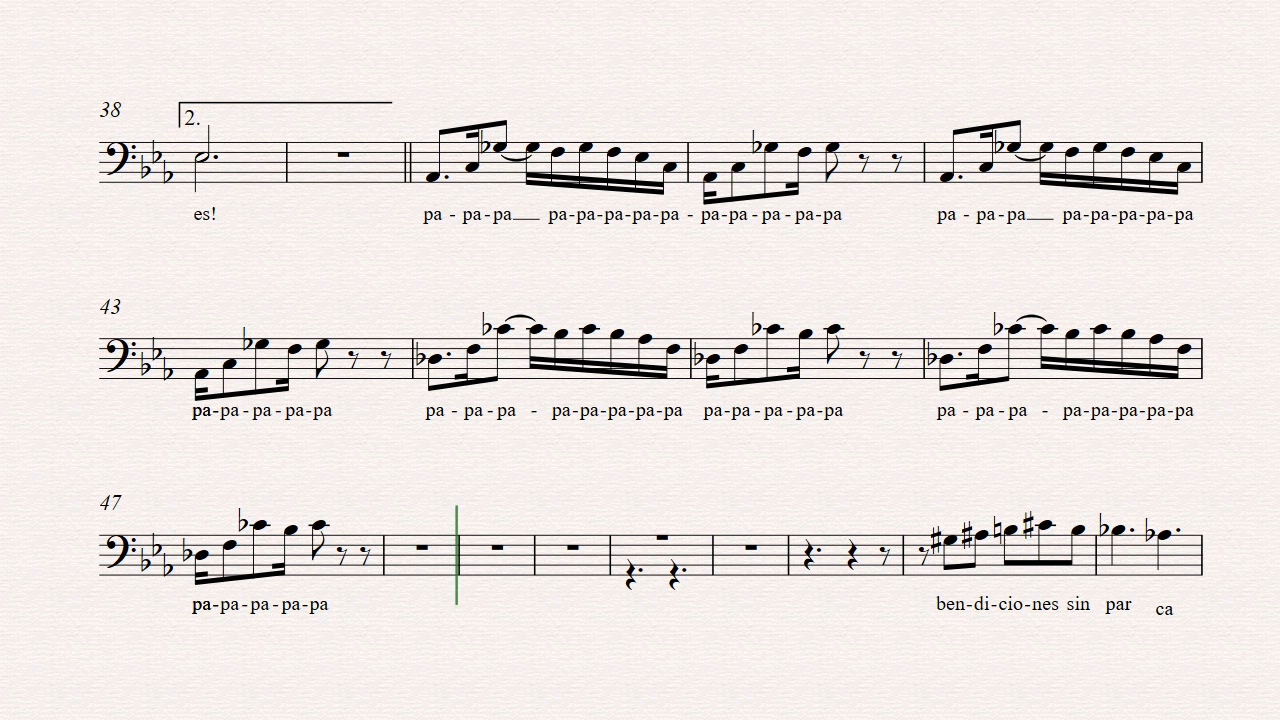 38
2.
es! pa - pa - pa__ pa-pa-pa-pa-pa - pa-pa - pa - pa-pa pa - pa - pa__ pa-pa-pa-pa-pa
43
pa-pa - pa - pa-pa pa - pa - pa - pa-pa-pa-pa-pa pa-pa - pa - pa-pa pa - pa - pa - pa-pa-pa-pa-pa
47
pa-pa - pa - pa-pa ben-di-cio-nes sin par ca